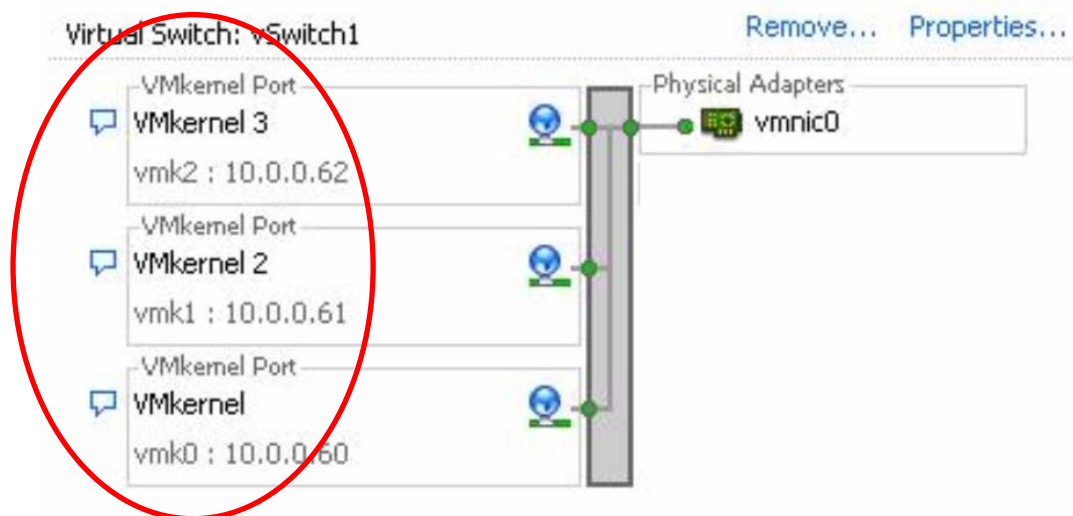 Virtual Switch: vSwitch1 Remove... Properties...
VMkernel Port
VMkernel 3
vmk2 : 10.0.0.62
Physical Adapters
vmnic0
VMkernel Port
VMkernel 2
vmk1 : 10.0.0.61
VMkernel Port
VMkernel
vmk0 : 10.0.0.60